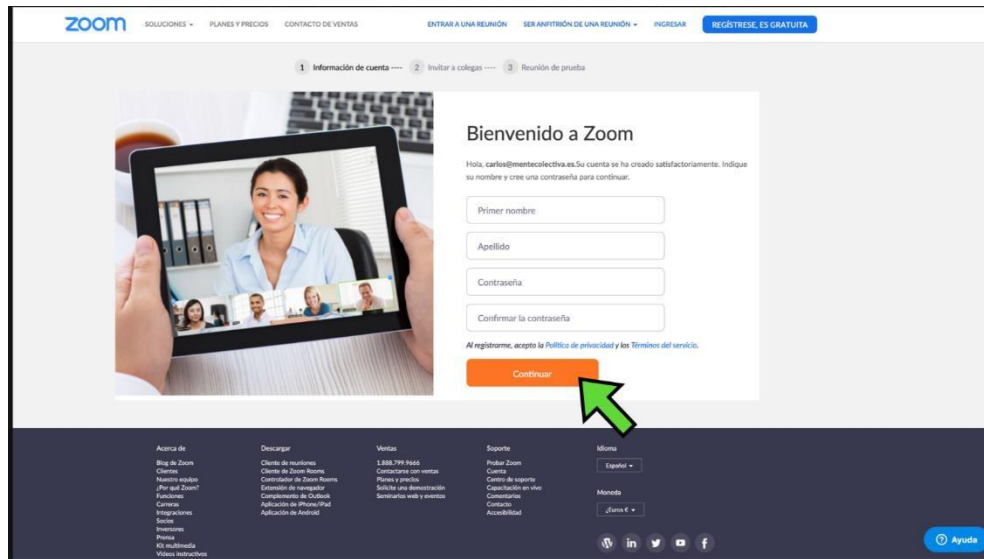 zoom
SOLUCIONES
PLANES Y PRECIOS
CONTACTO DE VENTAS
ENTRAR A UNA REUNIÓN
SER ANFITRIÓN DE UNA REUNIÓN
INGRESAR
REGÍSTRESE, ES GRATUITA
1 Información de cuenta ---- 2 Invitar a colegas ---- 3 Reunión de prueba
Bienvenido a Zoom
Hola, carlos@mentecolectiva.es.Su cuenta se ha creado satisfactoriamente. Indique
su nombre y cree una contraseña para continuar.
Primer nombre
Apellido
Contraseña
Confirmar la contraseña
Al registrarme, acepto la Política de privacidad y los Términos del servicio.
Continuar
Acerca de
Blog de Zoom
Clientes
Nuestro equipo
¿Por qué Zoom?
Funciones
Carreras
Integraciones
Socios
Inversores
Prensa
Kit multimedia
Videos instructivos
Descargar
Cliente de reuniones
Cliente de Zoom Rooms
Controlador de Zoom Rooms
Extensión de navegador
Complemento de Outlook
Aplicación de iPhone/iPad
Aplicación de Android
Ventas
1.888.799.9666
Contactarse con ventas
Planes y precios
Solicite una demostración
Seminarios web y eventos
Soporte
Probar Zoom
Cuenta
Centro de soporte
Capacitación en vivo
Comentarios
Contacto
Accesibilidad
Idioma
Español
Moneda
¿Euros €
Ayuda